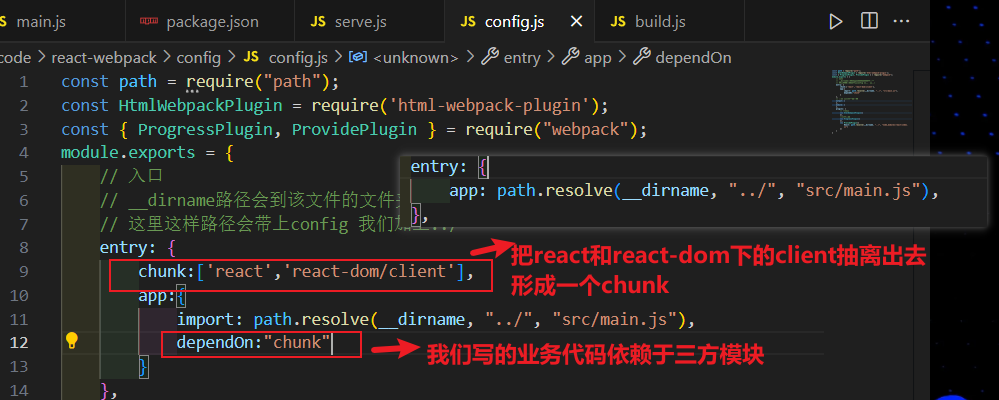 main.js package.json serve.js config.js build.js
code > react-webpack > config > JS config.js > <unknown> > entry > app > dependOn
1 const path = require("path");
2 const HtmlWebpackPlugin = require('html-webpack-plugin');
3 const { ProgressPlugin, ProvidePlugin } = require("webpack");
4 module.exports = {
5 // 入口
6 // __dirname路径会到该文件的文件
7 // 这里这样路径会带上config 我们
8 entry: {
9 chunk:['react','react-dom/client'],
10 app:{
11 import: path.resolve(__dirname, "../", "src/main.js"),
12 dependOn:"chunk"
13 }
14 },
entry: {
app: path.resolve(__dirname, "../", "src/main.js"),
},
把react和react-dom下的client抽离出去
形成一个chunk
我们写的业务代码依赖于三方模块